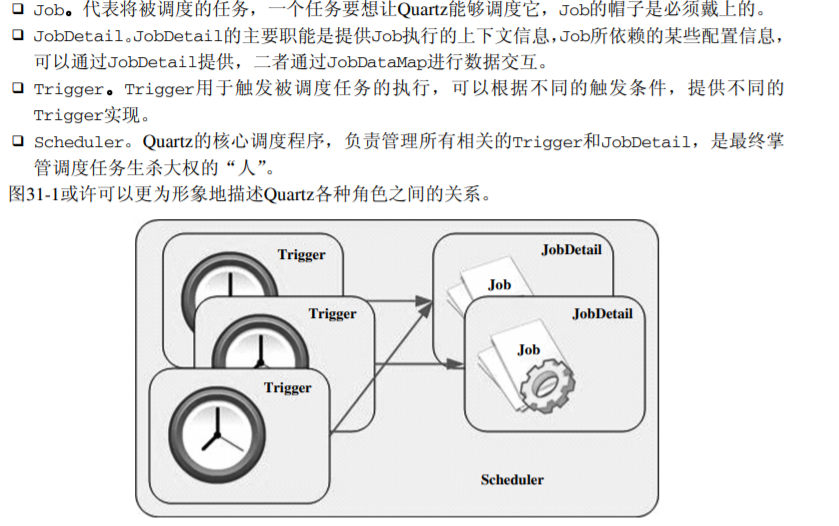 ❑ Job。代表将被调度的任务，一个任务要想让Quartz能够调度它，Job的帽子是必须戴上的。
❑ JobDetail。JobDetail的主要职能是提供Job执行的上下文信息，Job所依赖的某些配置信息，
可以通过JobDetail提供，二者通过JobDataMap进行数据交互。
❑ Trigger。Trigger用于触发被调度任务的执行，可以根据不同的触发条件，提供不同的
Trigger实现。
❑ Scheduler。Quartz的核心调度程序，负责管理所有相关的Trigger和JobDetail，是最终掌
管调度任务生杀大权的“人”。
图31-1或许可以更为形象地描述Quartz各种角色之间的关系。
Trigger
JobDetail
Job
Trigger
JobDetail
Job
Trigger
Scheduler